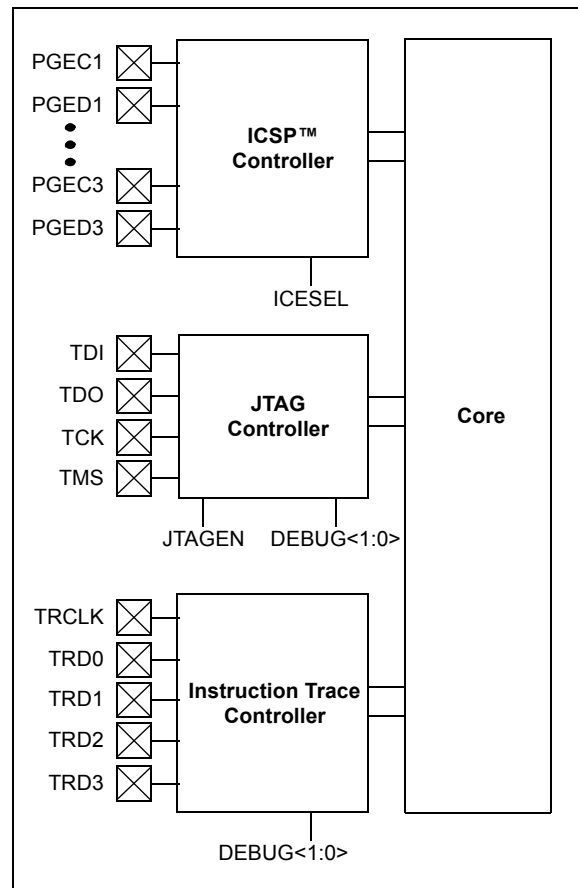 PGEC1
PGED1
PGEC3
PGED3
ICSP™
Controller
ICESEL
TDI
TDO
TCK
TMS
JTAG
Controller
JTAGEN DEBUG<1:0>
Core
TRCLK
TRD0
TRD1
TRD2
TRD3
Instruction Trace
Controller
DEBUG<1:0>